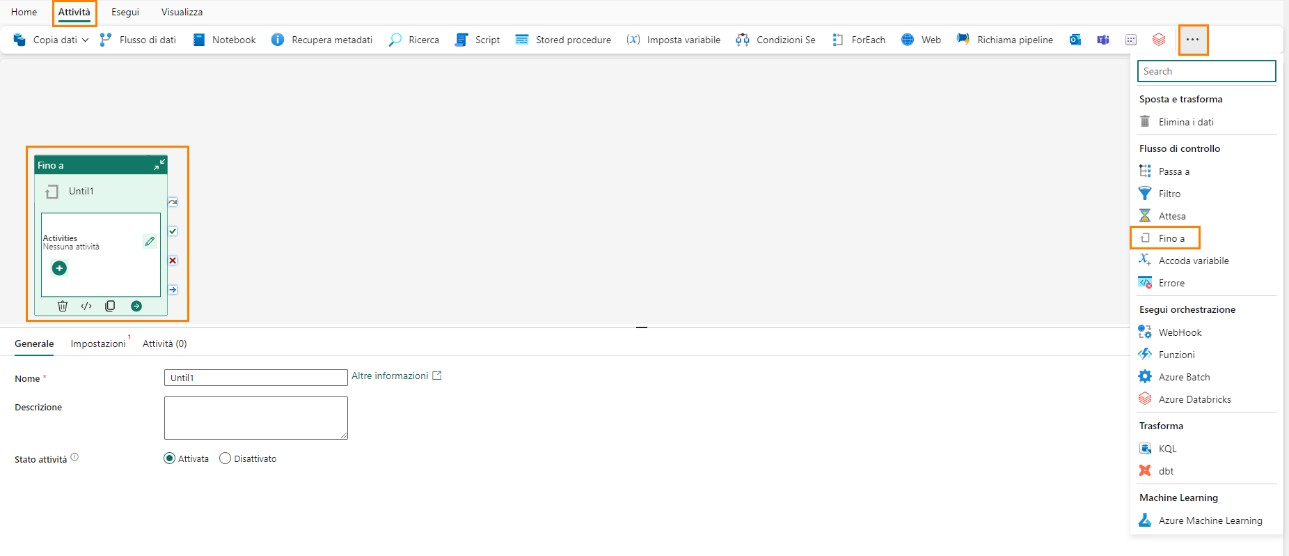 Home Attività Esegui Visualizza
Copia dati Flusso di dati Notebook Recupera metadati Ricerca Script Stored procedure (x) Imposta variabile Condizioni Se ForEach Web Richiama pipeline ...
Search
Sposta e trasforma
Elimina i dati
Flusso di controllo
Passa a
Filtro
Attesa
Fino a
Accoda variabile
Errore
Esegui orchestrazione
WebHook
Funzioni
Azure Batch
Azure Databricks
Trasforma
KQL
dbt
Machine Learning
Azure Machine Learning
Fino a
Until1
Activities
Nessuna attività
Generale Impostazioni 1 Attività (0)
Nome * Until1 Altre informazioni
Descrizione
Stato attività Attivata Disattivato